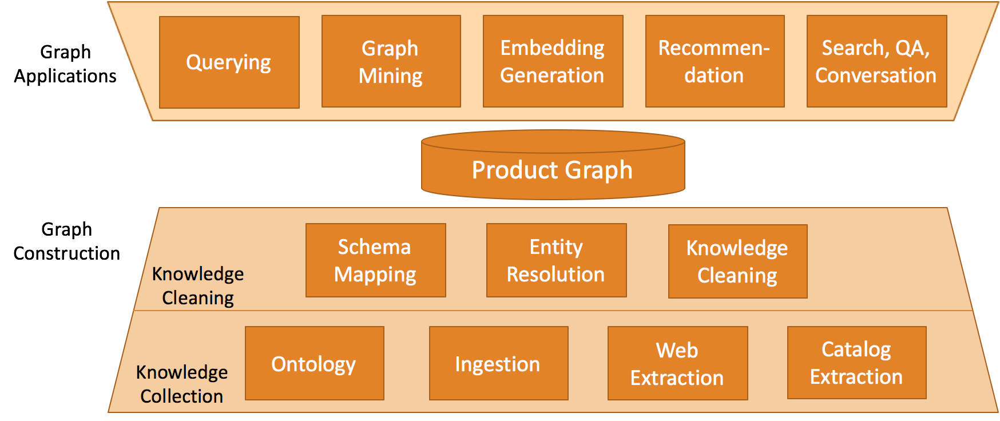 Graph
Applications
Querying
Graph
Mining
Embedding
Generation
Recommen-
dation
Search, QA,
Conversation
Product Graph
Graph
Construction
Knowledge
Cleaning
Schema
Mapping
Entity
Resolution
Knowledge
Cleaning
Knowledge
Collection
Ontology
Ingestion
Web
Extraction
Catalog
Extraction